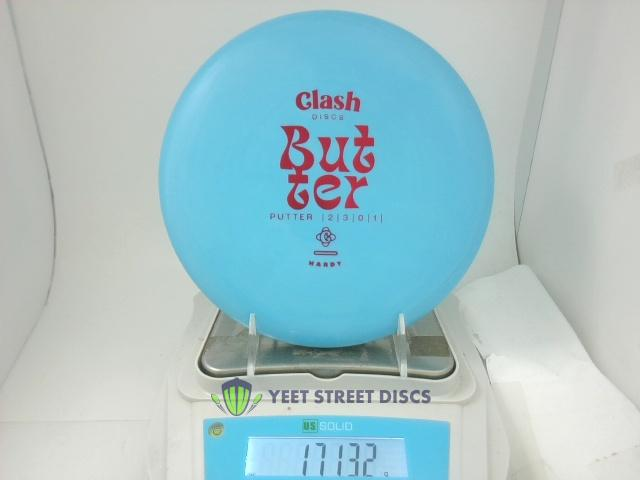 Clash
DISCS
But
ter
PUTTER |2|3|0|1|
HARDY
YEET STREET DISCS
US SOLID
171.32 g